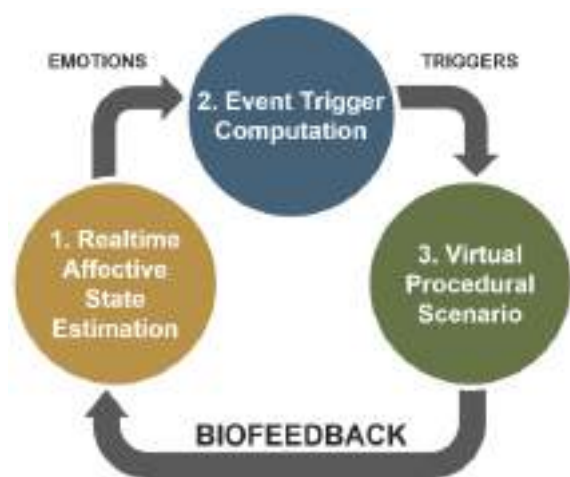 EMOTIONS
TRIGGERS
2. Event Trigger
Computation
1. Realtime
Affective
State
Estimation
3. Virtual
Procedural
Scenario
BIOFEEDBACK